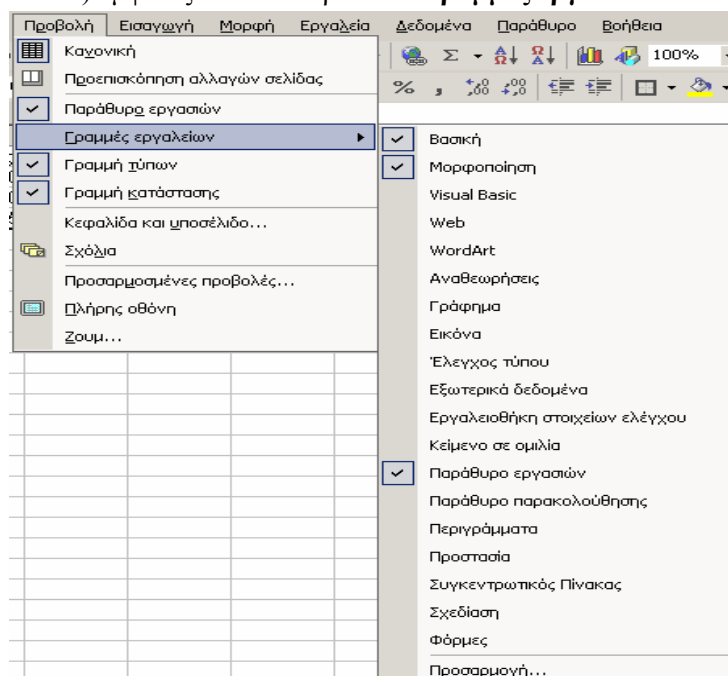 Προβολή Εισαγωγή Μορφή Εργαλεία Δεδομένα Παράθυρο Βοήθεια
Κανονική
Προεπισκόπηση αλλαγών σελίδας
Παράθυρο εργασιών
Γραμμές εργαλείων
Γραμμή τύπων
Γραμμή κατάστασης
Κεφαλίδα και υποσέλιδο...
Σχόλια
Προσαρμοσμένες προβολές...
Πλήρης οθόνη
Ζουμ...
100%
Βασική
Μορφοποίηση
Visual Basic
Web
WordArt
Αναθεωρήσεις
Γράφημα
Εικόνα
Έλεγχος τύπου
Εξωτερικά δεδομένα
Εργαλειοθήκη στοιχείων ελέγχου
Κείμενο σε ομιλία
Παράθυρο εργασιών
Παράθυρο παρακολούθησης
Περιγράμματα
Προστασία
Συγκεντρωτικός Πίνακας
Σχεδίαση
Φόρμες
Προσαρμογή...